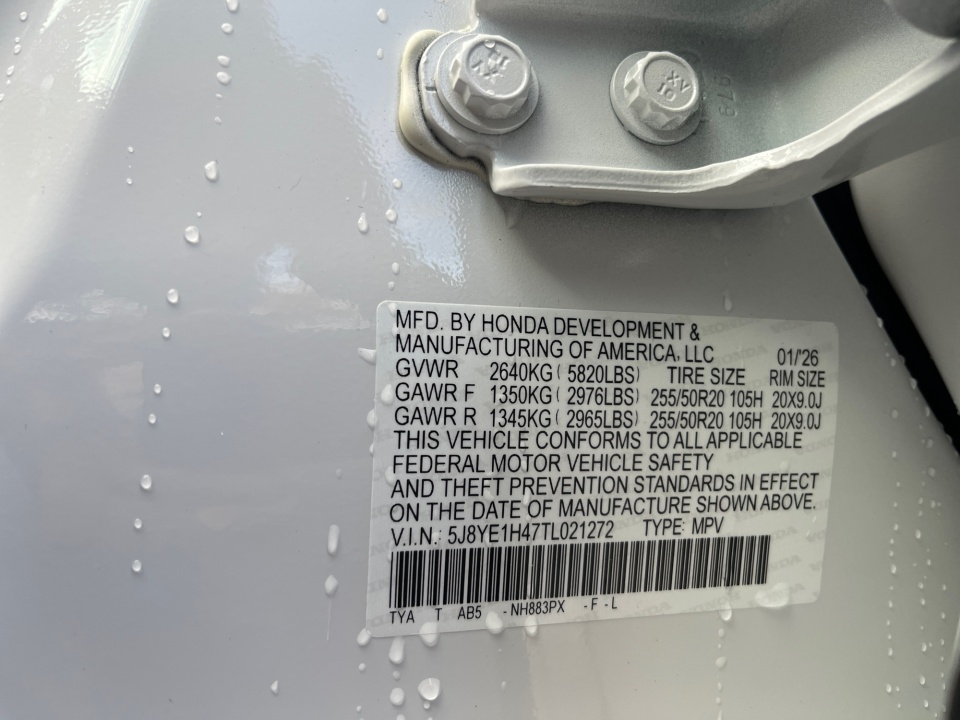 MFD. BY HONDA DEVELOPMENT &
MANUFACTURING OF AMERICA, LLC 01/'26
GVWR 2640KG ( 5820LBS) TIRE SIZE RIM SIZE
GAWR F 1350KG ( 2976LBS) 255/50R20 105H 20X9.0J
GAWR R 1345KG ( 2965LBS) 255/50R20 105H 20X9.0J
THIS VEHICLE CONFORMS TO ALL APPLICABLE
FEDERAL MOTOR VEHICLE SAFETY
AND THEFT PREVENTION STANDARDS IN EFFECT
ON THE DATE OF MANUFACTURE SHOWN ABOVE.
V.I.N.: 5J8YE1H47TL021272 TYPE: MPV
TYA T AB5 - NH883PX - F - L